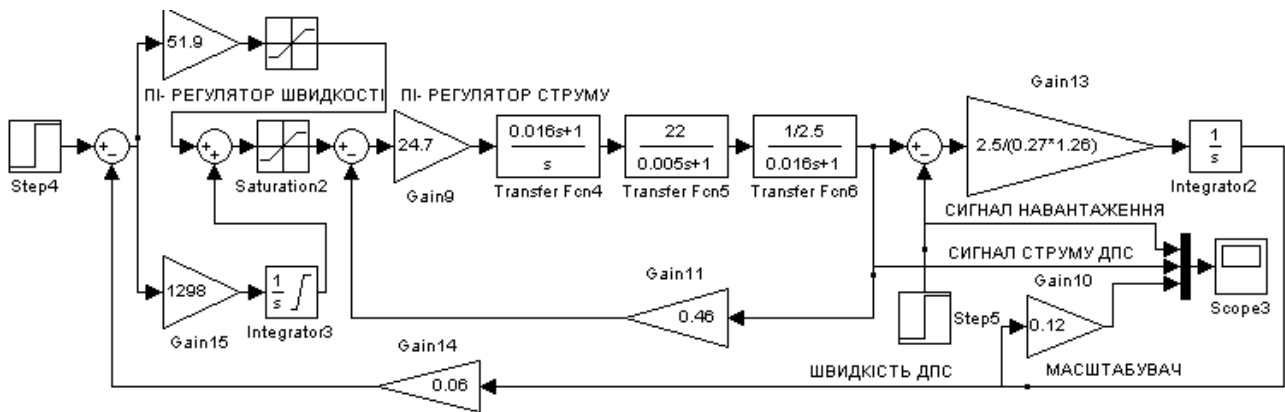 51.9
ПІ- РЕГУЛЯТОР ШВИДКОСТІ
ПІ- РЕГУЛЯТОР СТРУМУ
Gain13
Step4
+
−
+
+
Saturation2
+
−
24.7
Gain9
0.016s+1
s
Transfer Fcn4
22
0.005s+1
Transfer Fcn5
1/2.5
0.016s+1
Transfer Fcn6
+
−
2.5/(0.27*1.26)
1
s
Integrator2
СИГНАЛ НАВАНТАЖЕННЯ
СИГНАЛ СТРУМУ ДПС
Scope3
1298
Gain15
1
s
Integrator3
Gain11
0.46
Step5
Gain10
0.12
Gain14
0.06
ШВИДКІСТЬ ДПС
МАСШТАБУВАЧ